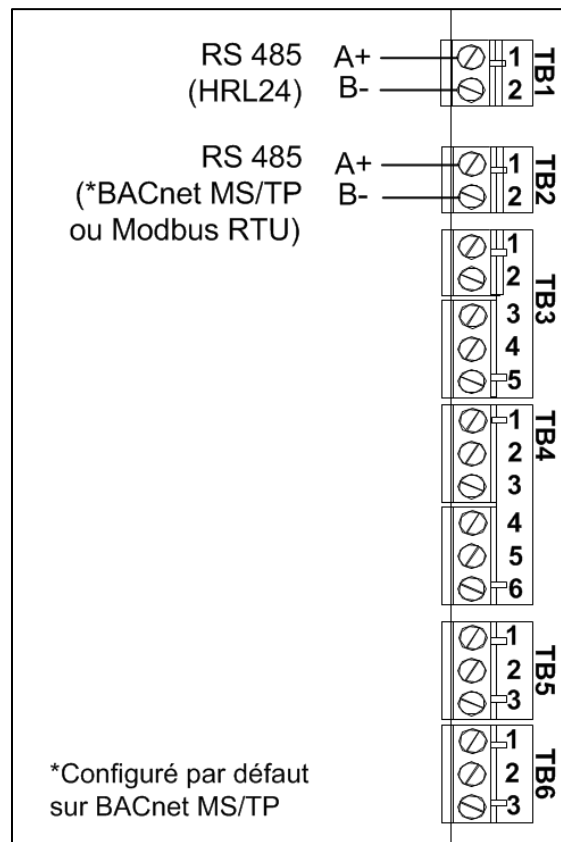 RS 485 A+ 1
(HRL24) B- 2
TB1
RS 485 A+ 1
(*BACnet MS/TP B- 2
ou Modbus RTU)
TB2
1
2
3
4
5
TB3
1
2
3
4
5
6
TB4
1
2
3
TB5
1
2
3
TB6
*Configuré par défaut
sur BACnet MS/TP